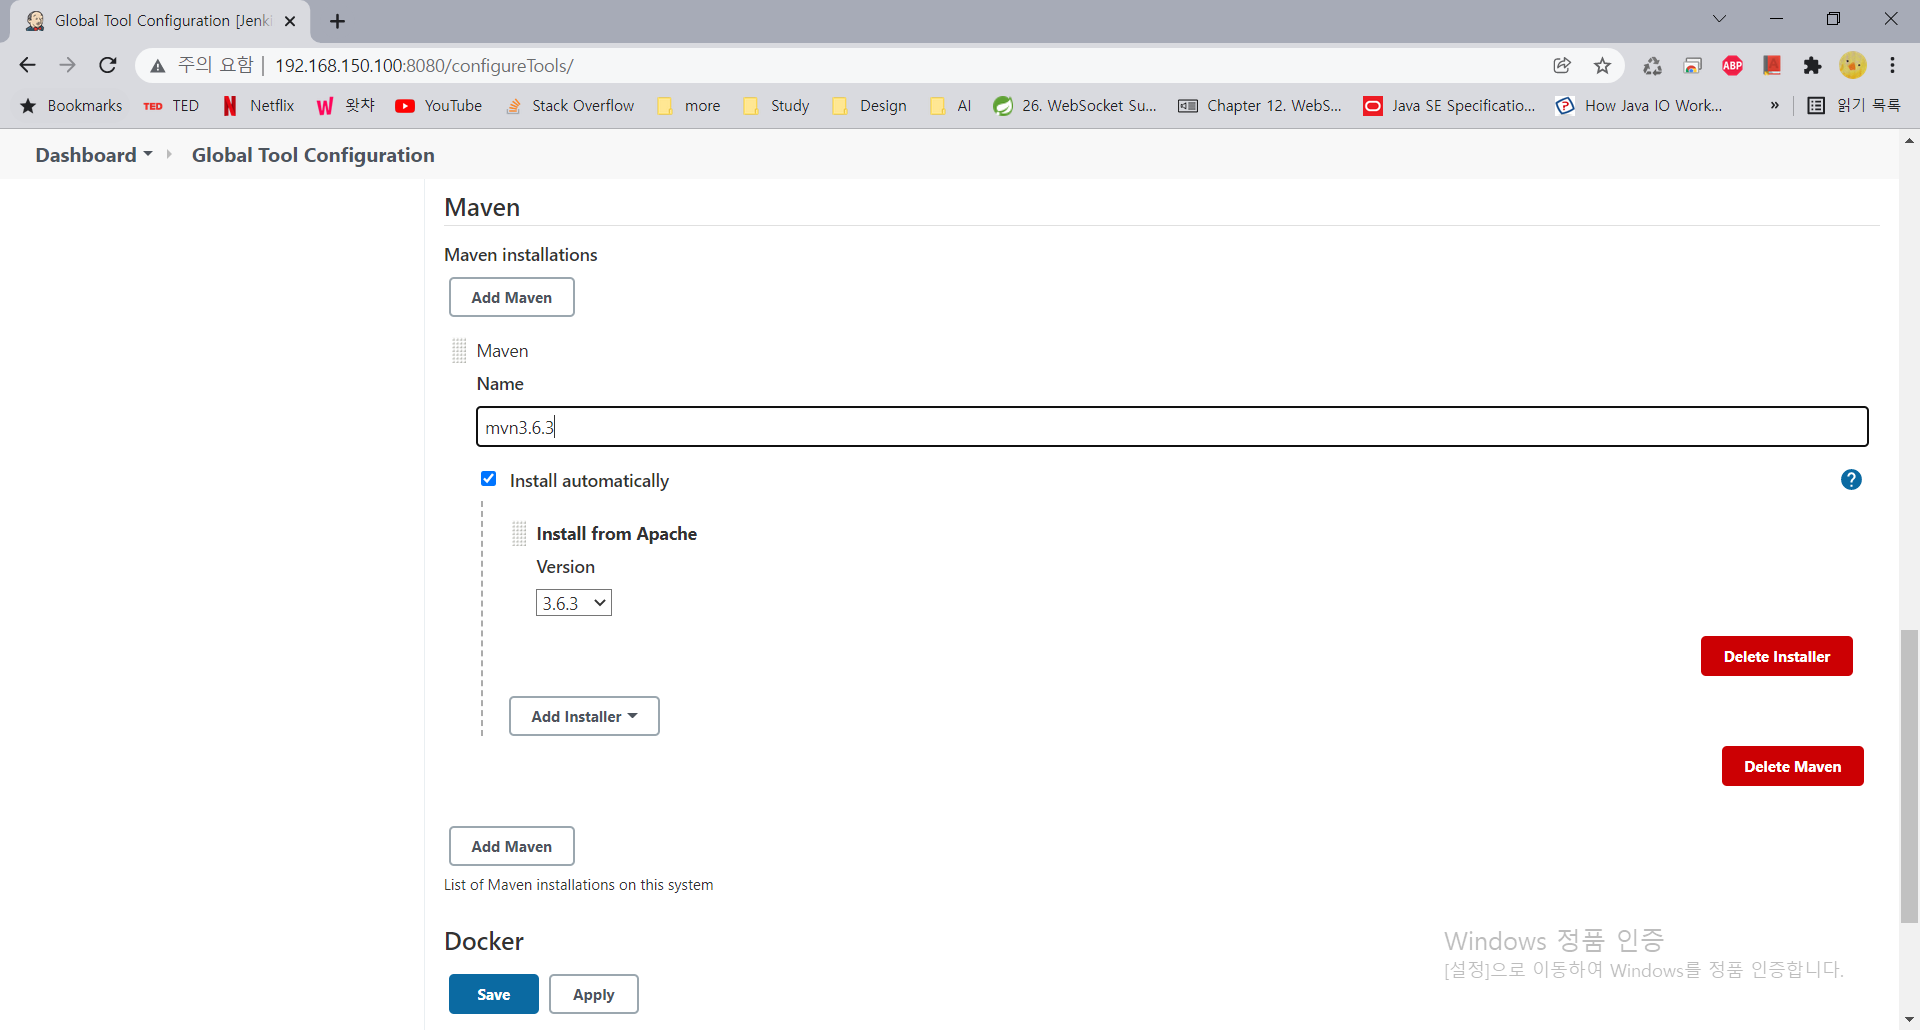 Global Tool Configuration [Jenki
주의 요함 | 192.168.150.100:8080/configureTools/
ABP
Bookmarks TED TED Netflix 왓챠 YouTube Stack Overflow more Study Design AI 26. WebSocket Su... Chapter 12. WebS... Java SE Specificatio... How Java IO Work... » 읽기 목록
Dashboard Global Tool Configuration
Maven
Maven installations
Add Maven
Maven
Name
mvn3.6.3
Install automatically
?
Install from Apache
Version
3.6.3
Delete Installer
Add Installer
Delete Maven
Add Maven
List of Maven installations on this system
Docker
Windows 정품 인증
[설정]으로 이동하여 Windows를 정품 인증합니다.
Save Apply